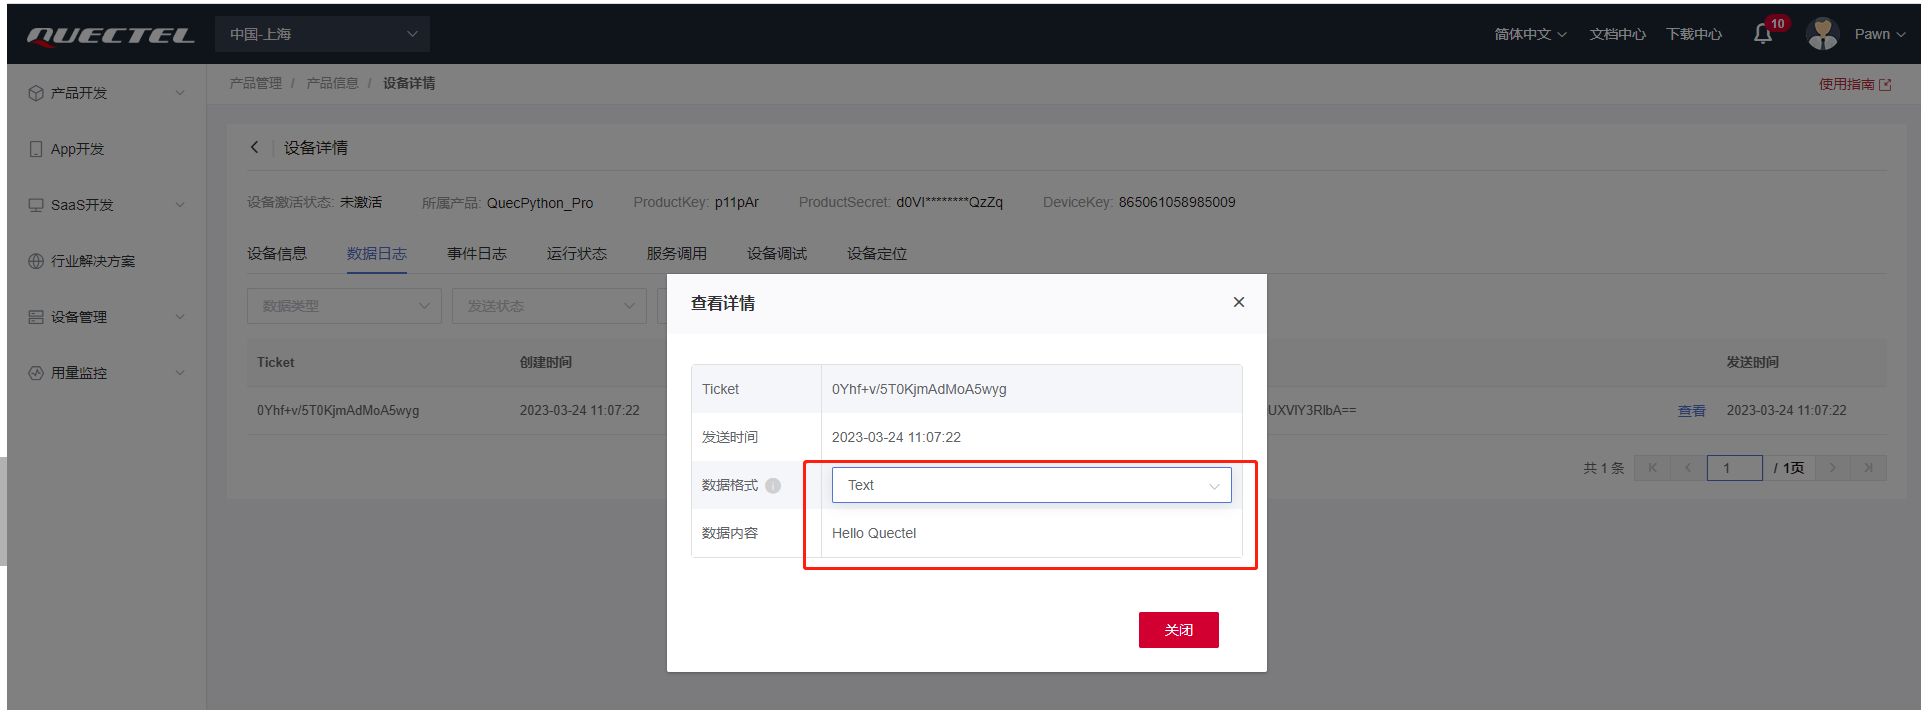 QUECTEL 中国-上海 简体中文 文档中心 下载中心 10 Pawn
产品开发
App开发
SaaS开发
行业解决方案
设备管理
用量监控
产品管理 / 产品信息 / 设备详情 使用指南
设备详情
设备激活状态: 未激活 所属产品: QuecPython_Pro ProductKey: p11pAr ProductSecret: d0VI********QzZq DeviceKey: 865061058985009
设备信息 数据日志 事件日志 运行状态 服务调用 设备调试 设备定位
数据类型 发送状态
Ticket 创建时间 发送时间
0Yhf+v/5T0KjmAdMoA5wyg 2023-03-24 11:07:22 UXVlY3RlbA== 查看 2023-03-24 11:07:22
共 1 条 1 / 1页
查看详情
Ticket 0Yhf+v/5T0KjmAdMoA5wyg
发送时间 2023-03-24 11:07:22
数据格式 Text
数据内容 Hello Quectel
关闭